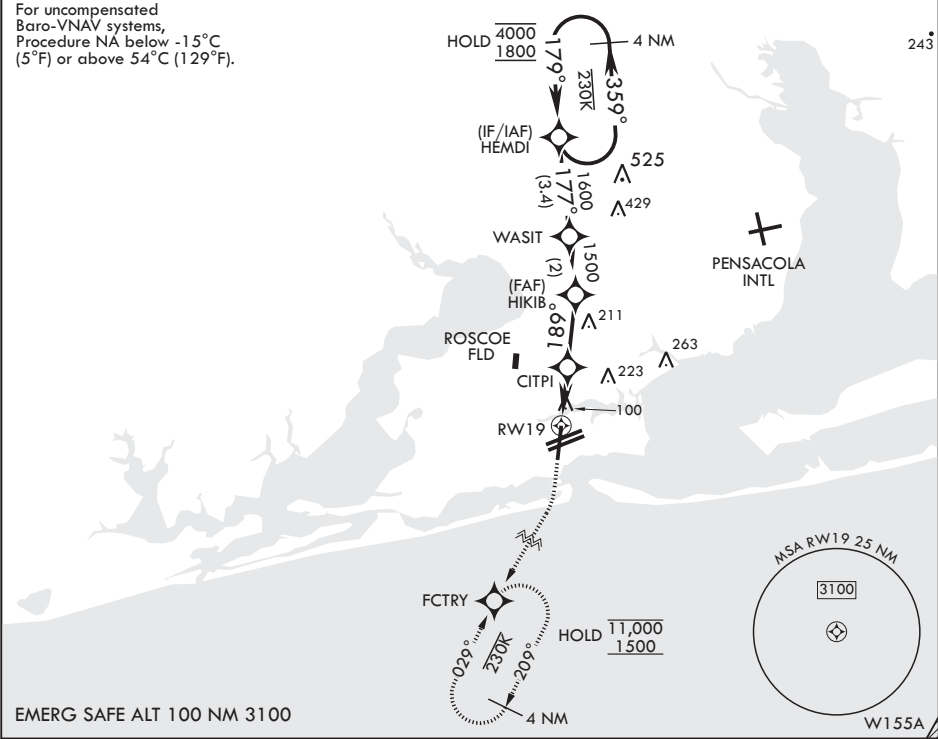 For uncompensated
Baro-VNAV systems,
Procedure NA below -15°C
(5°F) or above 54°C (129°F).
HOLD 4000
1800
179°
230K
359°
4 NM
243
(IF/IAF)
HEMDI
525
429
1600
177°
(3.4)
WASIT
1500
(2)
PENSACOLA
INTL
(FAF)
HIKIB
189°
211
ROSCOE
FLD
263
CITPI
223
100
RW19
MSA RW19 25 NM
3100
FCTRY
HOLD 11,000
1500
029°
230K
209°
4 NM
EMERG SAFE ALT 100 NM 3100
W155A